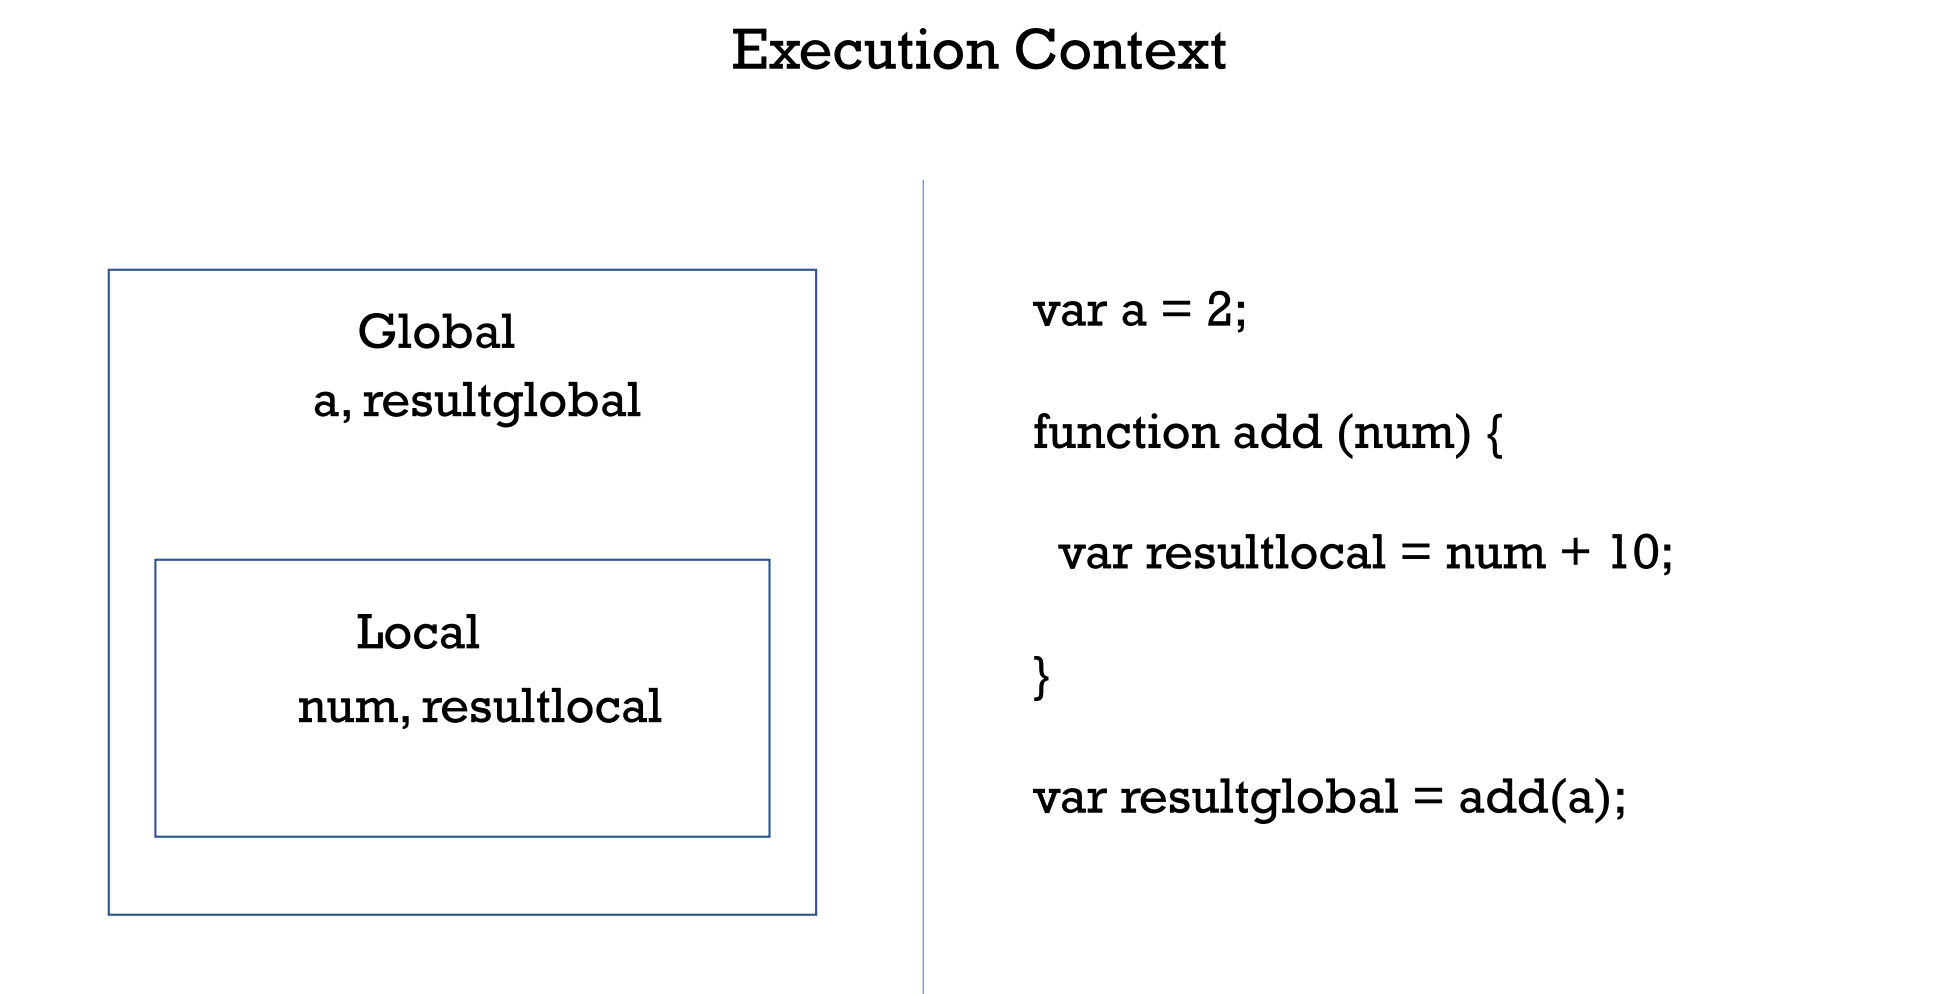 Execution Context
Global
a, resultglobal
Local
num, resultlocal
var a = 2;
function add (num) {
var resultlocal = num + 10;
}
var resultglobal = add(a);